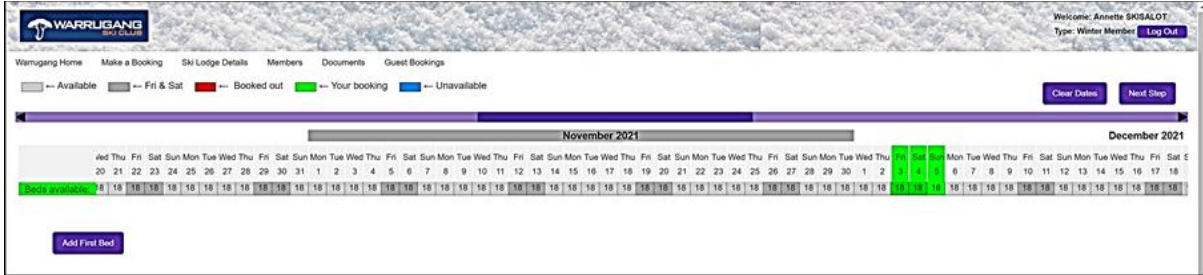 WARRUGANG
SKI CLUB
Welcome: Annette SKISALOT
Type: Winter Member Log Out
Warrugang Home Make a Booking Ski Lodge Details Members Documents Guest Bookings
← Available ← Fri & Sat ← Booked out ← Your booking ← Unavailable
Clear Dates Next Step
November 2021 December 2021
Wed Thu Fri Sat Sun Mon Tue Wed Thu Fri Sat Sun Mon Tue Wed Thu Fri Sat Sun Mon Tue Wed Thu Fri Sat Sun Mon Tue Wed Thu Fri Sat Sun Mon Tue Wed Thu Fri Sat Sun Mon Tue Wed Thu Fri Sat Sun Mon Tue Wed Thu Fri Sat Sun Mon Tue Wed Thu Fri Sat S
20 21 22 23 24 25 26 27 28 29 30 31 1 2 3 4 5 6 7 8 9 10 11 12 13 14 15 16 17 18 19 20 21 22 23 24 25 26 27 28 29 30 1 2 3 4 5 6 7 8 9 10 11 12 13 14 15 16 17 18
Beds available: 18 18 18 18 18 18 18 18 18 18 18 18 18 18 18 18 18 18 18 18 18 18 18 18 18 18 18 18 18 18 18 18 18 18 18 18 18 18 18 18 18 18 18 18 18 18 18 18 18 18 18 18 18 18 18 18 18 18 18 18
Add First Bed